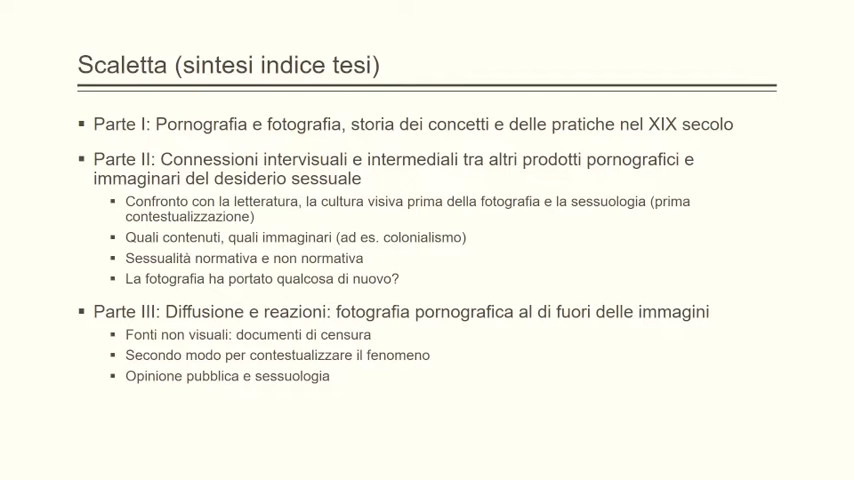 Scaletta (sintesi indice tesi)
▪ Parte I: Pornografia e fotografia, storia dei concetti e delle pratiche nel XIX secolo
▪ Parte II: Connessioni intervisuali e intermediali tra altri prodotti pornografici e
immaginari del desiderio sessuale
▪ Confronto con la letteratura, la cultura visiva prima della fotografia e la sessuologia (prima
contestualizzazione)
▪ Quali contenuti, quali immaginari (ad es. colonialismo)
▪ Sessualità normativa e non normativa
▪ La fotografia ha portato qualcosa di nuovo?
▪ Parte III: Diffusione e reazioni: fotografia pornografica al di fuori delle immagini
▪ Fonti non visuali: documenti di censura
▪ Secondo modo per contestualizzare il fenomeno
▪ Opinione pubblica e sessuologia